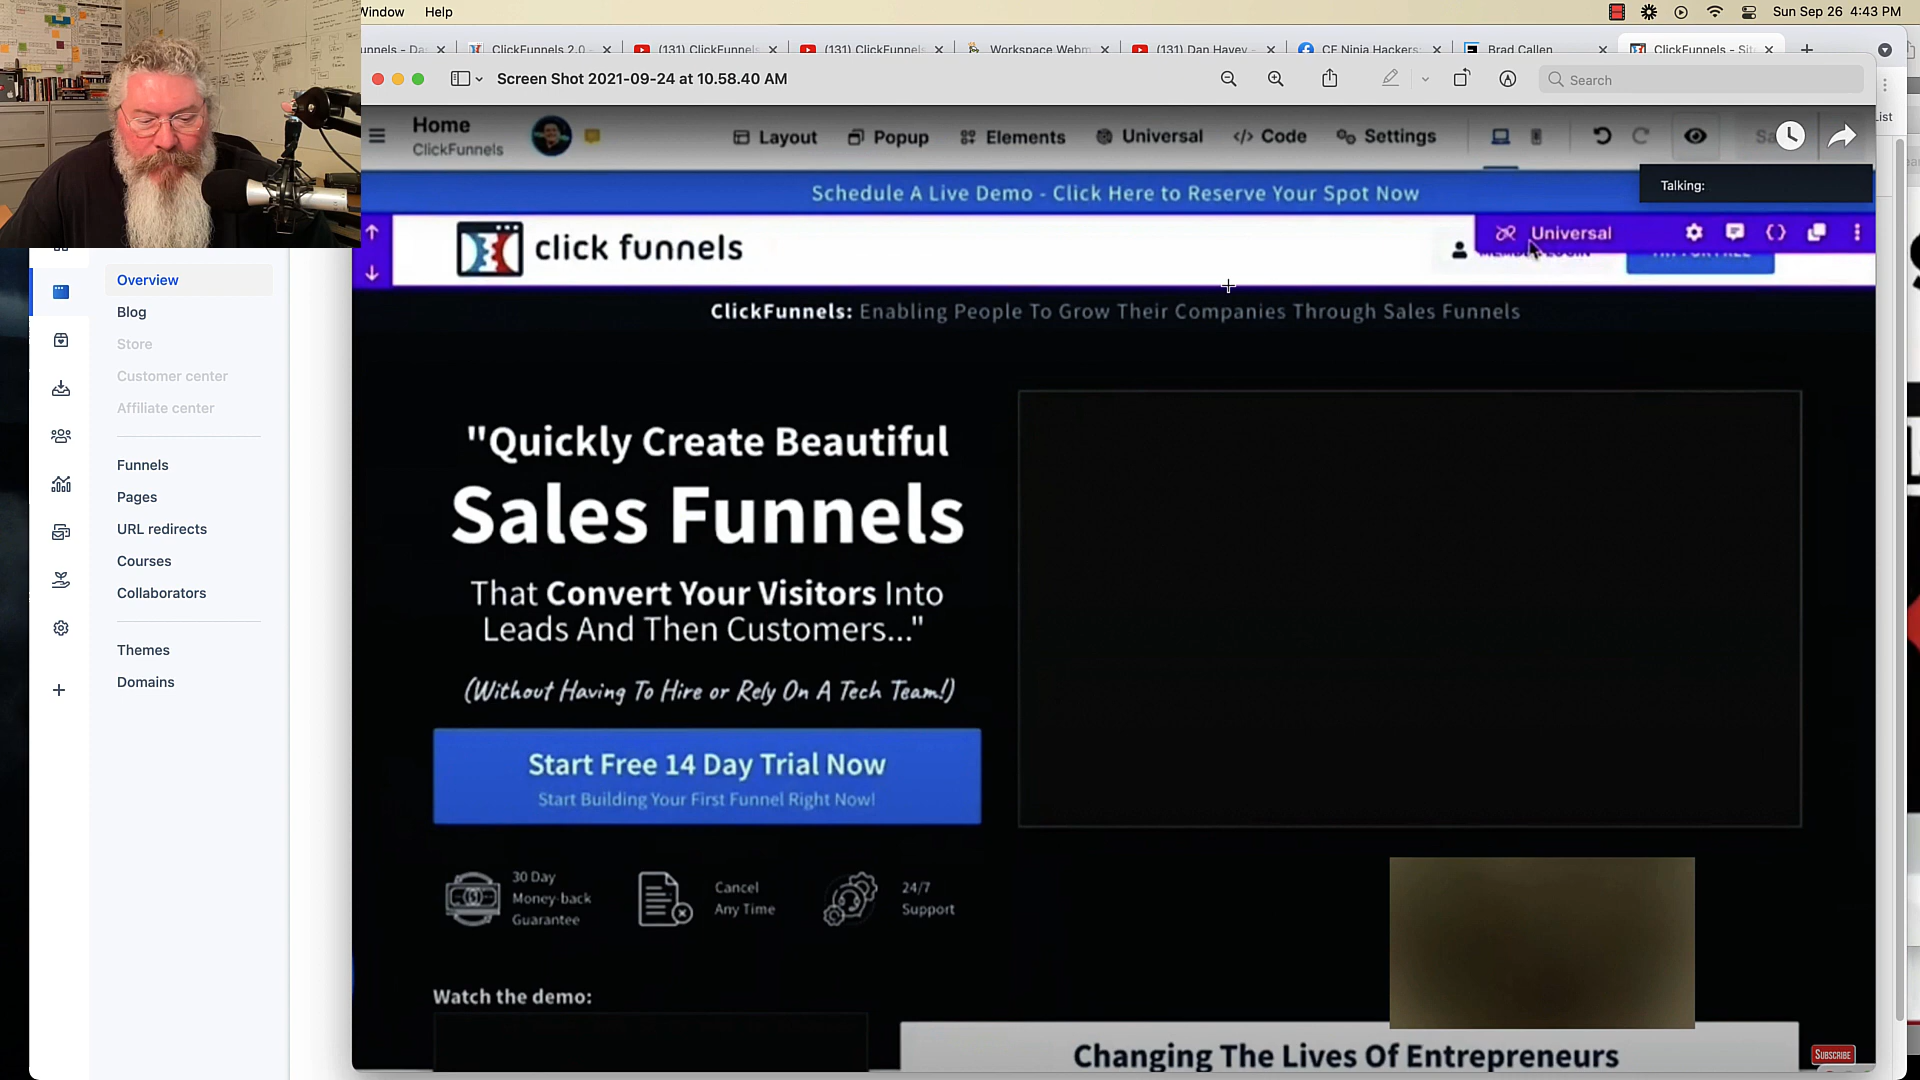 Window Help
Sun Sep 26 4:43 PM
ClickFunnels 2.0
(131) ClickFunnels
(131) ClickFunnels
Workspace Webm
(131) Dan Havey -
CF Ninja Hackers
Brad Callen
ClickFunnels - Sit
Screen Shot 2021-09-24 at 10.58.40 AM
Search
List
Home
ClickFunnels
Layout
Popup
Elements
Universal
Code
Settings
Schedule A Live Demo - Click Here to Reserve Your Spot Now
Talking:
click funnels
Universal
ClickFunnels: Enabling People To Grow Their Companies Through Sales Funnels
Overview
Blog
Store
Customer center
Affiliate center
Funnels
Pages
URL redirects
Courses
Collaborators
Themes
Domains
"Quickly Create Beautiful
Sales Funnels
That Convert Your Visitors Into
Leads And Then Customers..."
(Without Having To Hire or Rely On A Tech Team!)
Start Free 14 Day Trial Now
Start Building Your First Funnel Right Now!
30 Day
Money-back
Guarantee
Cancel
Any Time
24/7
Support
Watch the demo:
Changing The Lives Of Entrepreneurs
SUBSCRIBE